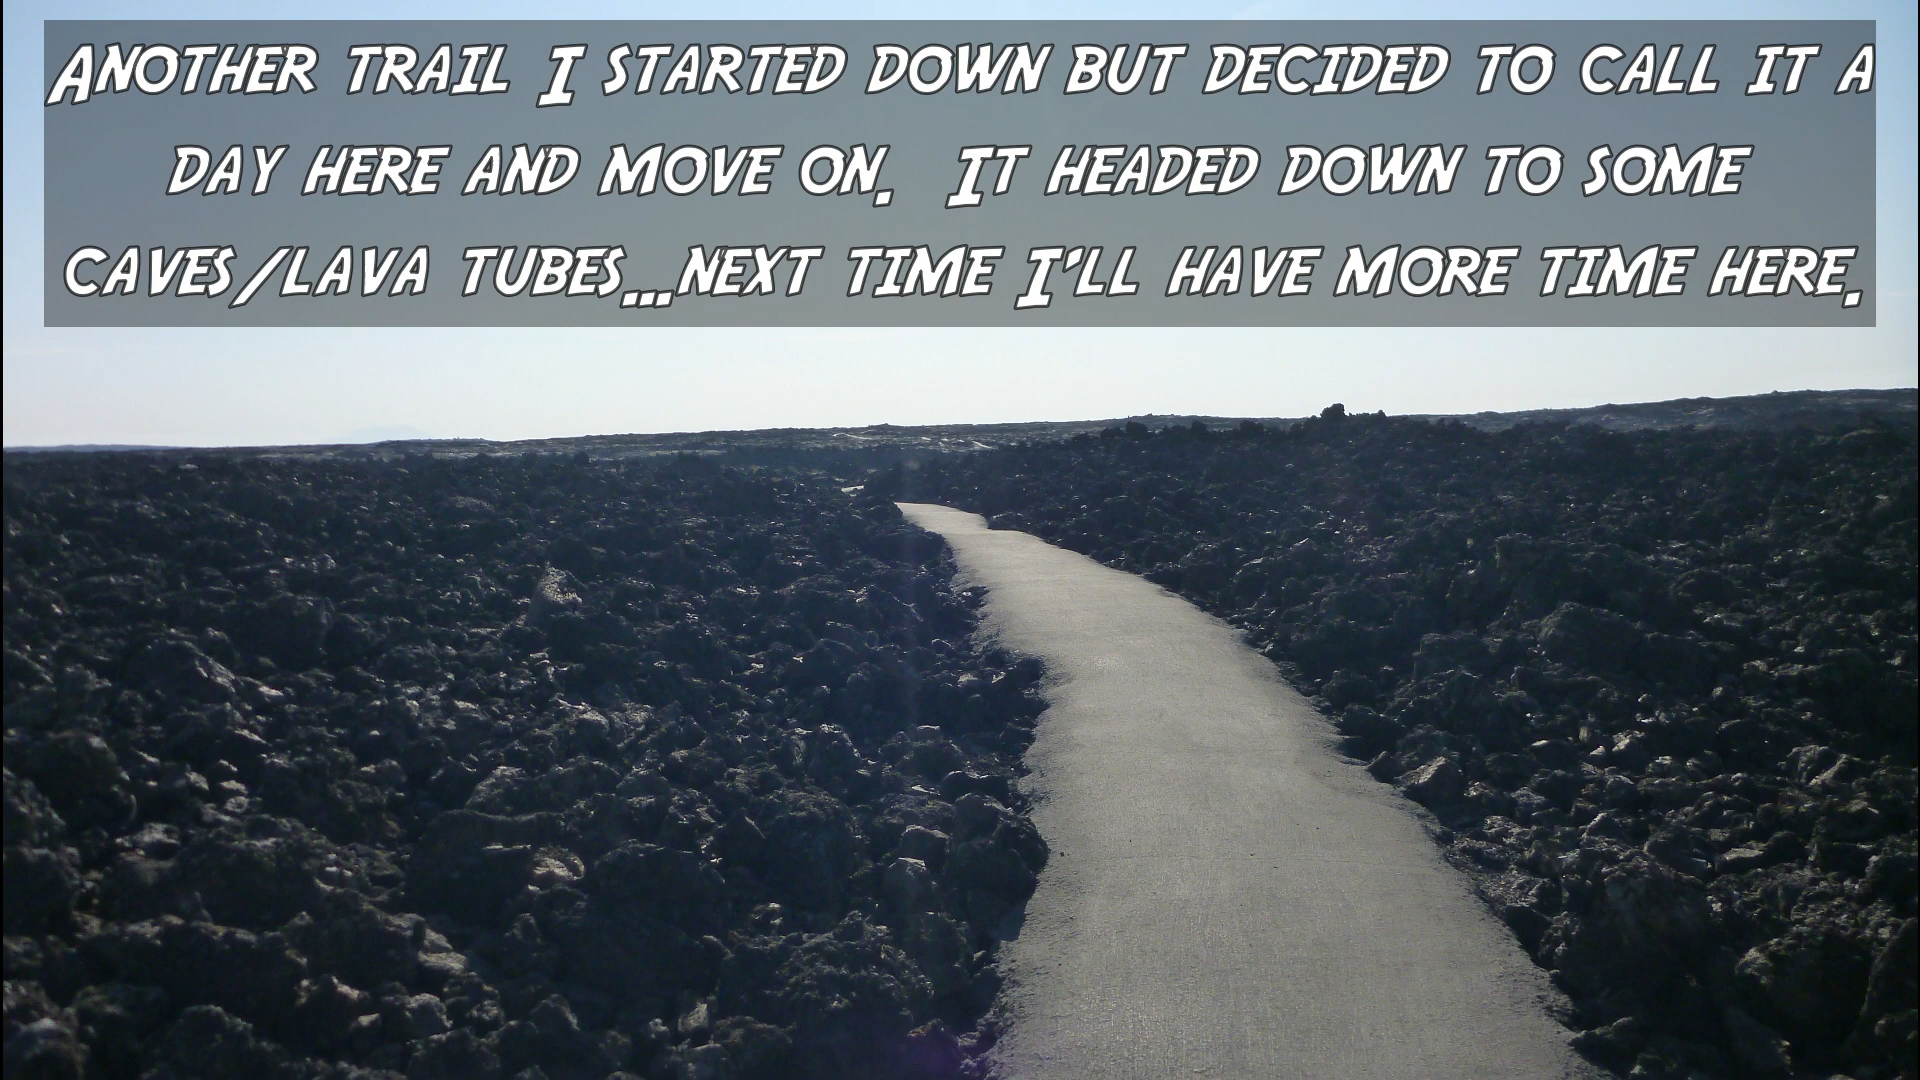 Another trail I started down but decided to call it a
day here and move on.  It headed down to some
caves/lava tubes...next time I'll have more time here.